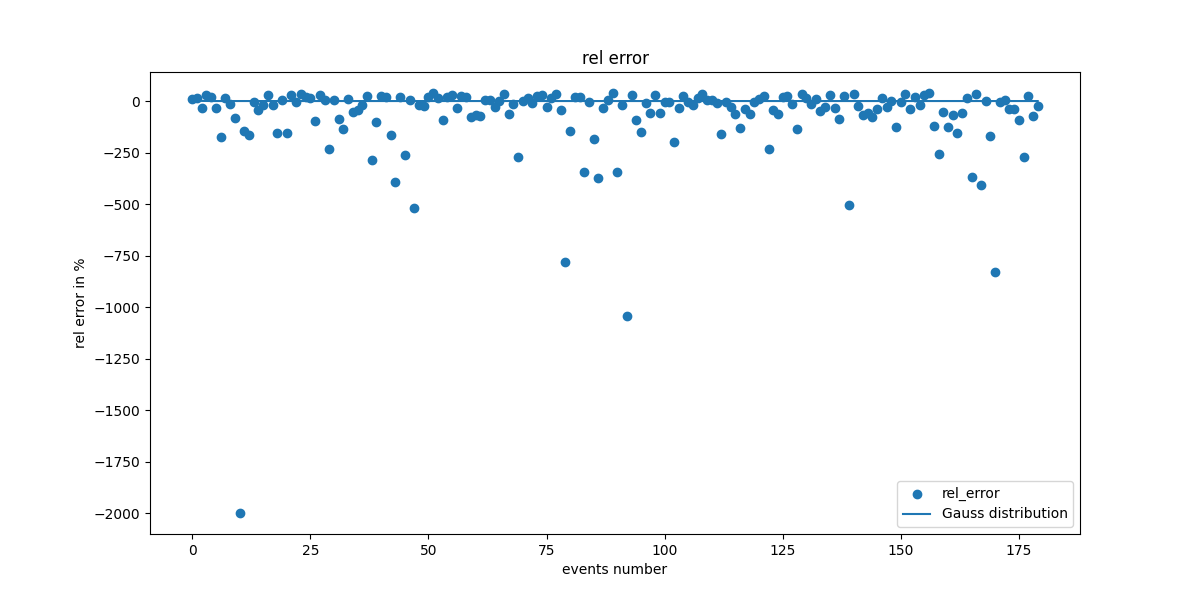 rel error
rel error in %
0
−250
−500
−750
−1000
−1250
−1500
−1750
−2000
rel_error
Gauss distribution
0 25 50 75 100 125 150 175
events number